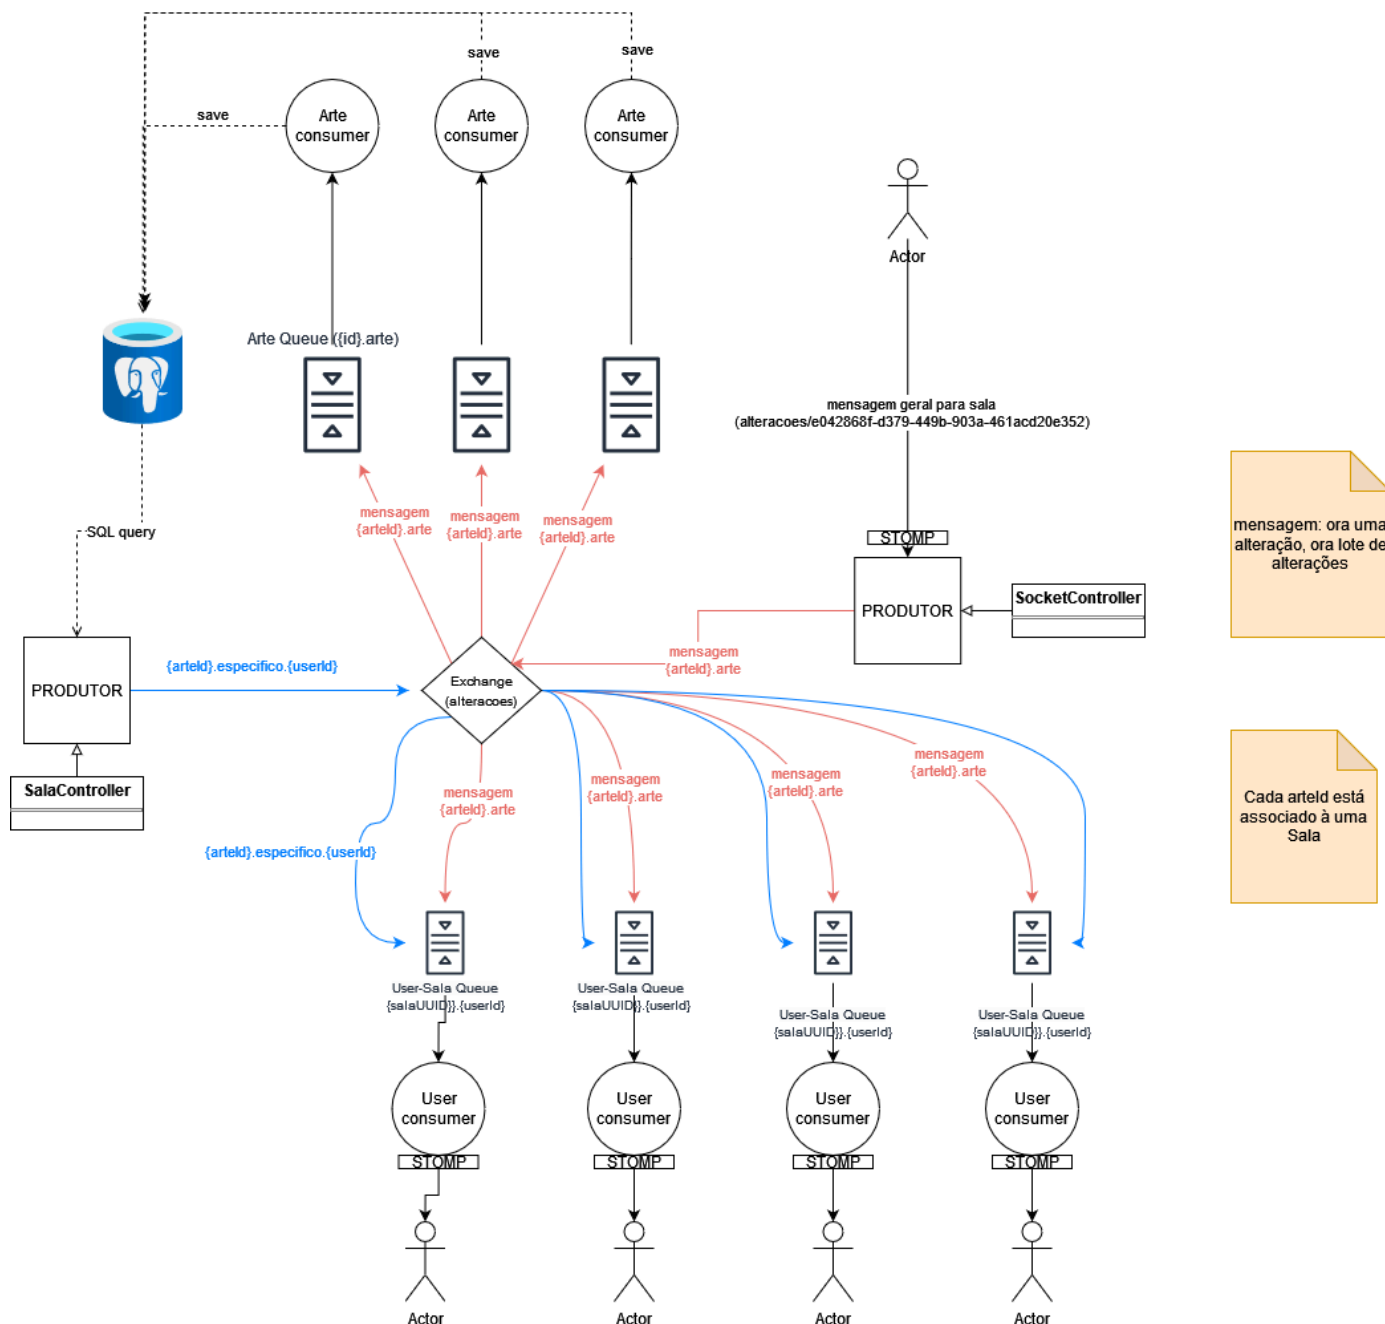 save
save
save
Arte
consumer
Arte
consumer
Arte
consumer
Actor
Arte Queue ({id}.arte)
mensagem geral para sala
(alteracoes/e042868f-d379-449b-903a-461acd20e352)
mensagem
{arteId}.arte
mensagem
{arteId}.arte
mensagem
{arteId}.arte
SQL query
STOMP
PRODUTOR
SocketController
mensagem: ora uma
alteração, ora lote de
alterações
mensagem
{arteId}.arte
{arteId}.especifico.{userId}
PRODUTOR
Exchange
(alteracoes)
SalaController
mensagem
{arteId}.arte
mensagem
{arteId}.arte
mensagem
{arteId}.arte
mensagem
{arteId}.arte
Cada arteId está
associado à uma
Sala
{arteId}.especifico.{userId}
User-Sala Queue
{salaUUID}}.{userId}
User-Sala Queue
{salaUUID}}.{userId}
User-Sala Queue
{salaUUID}}.{userId}
User-Sala Queue
{salaUUID}}.{userId}
User
consumer
User
consumer
User
consumer
User
consumer
STOMP
STOMP
STOMP
STOMP
Actor
Actor
Actor
Actor